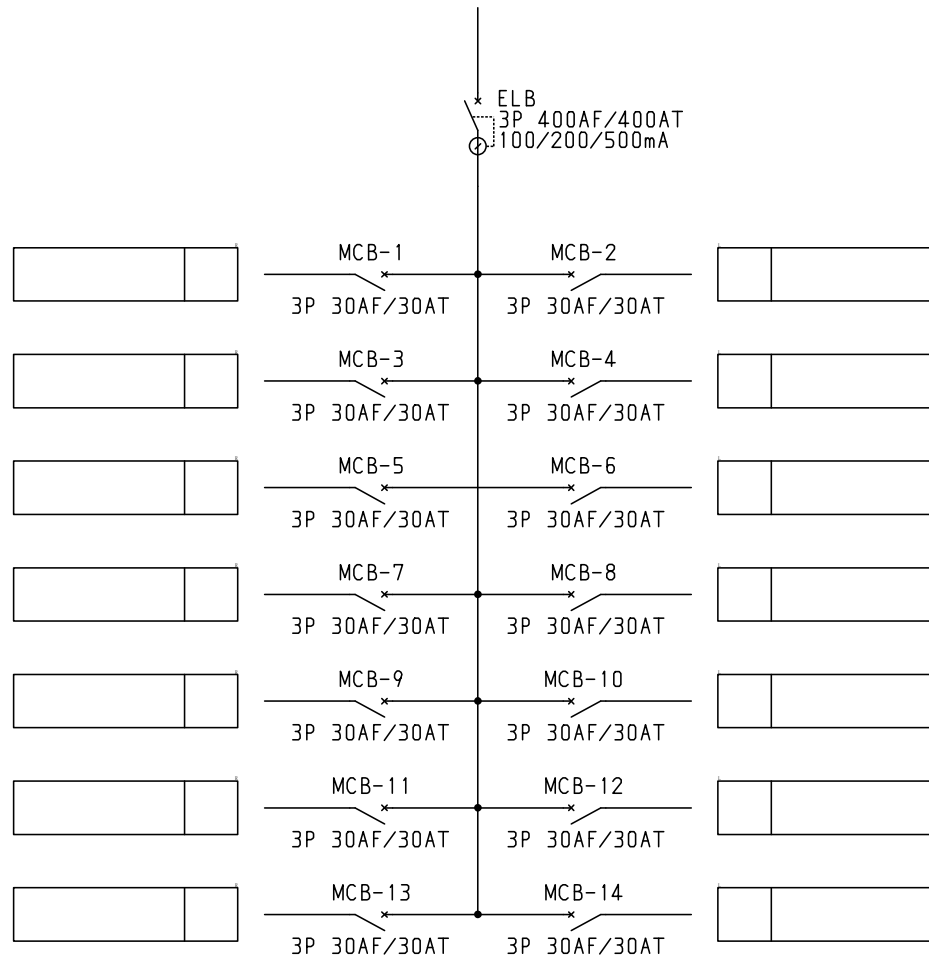 ELB
3P 400AF/400AT
100/200/500mA
MCB-1
3P 30AF/30AT
MCB-2
3P 30AF/30AT
MCB-3
3P 30AF/30AT
MCB-4
3P 30AF/30AT
MCB-5
3P 30AF/30AT
MCB-6
3P 30AF/30AT
MCB-7
3P 30AF/30AT
MCB-8
3P 30AF/30AT
MCB-9
3P 30AF/30AT
MCB-10
3P 30AF/30AT
MCB-11
3P 30AF/30AT
MCB-12
3P 30AF/30AT
MCB-13
3P 30AF/30AT
MCB-14
3P 30AF/30AT